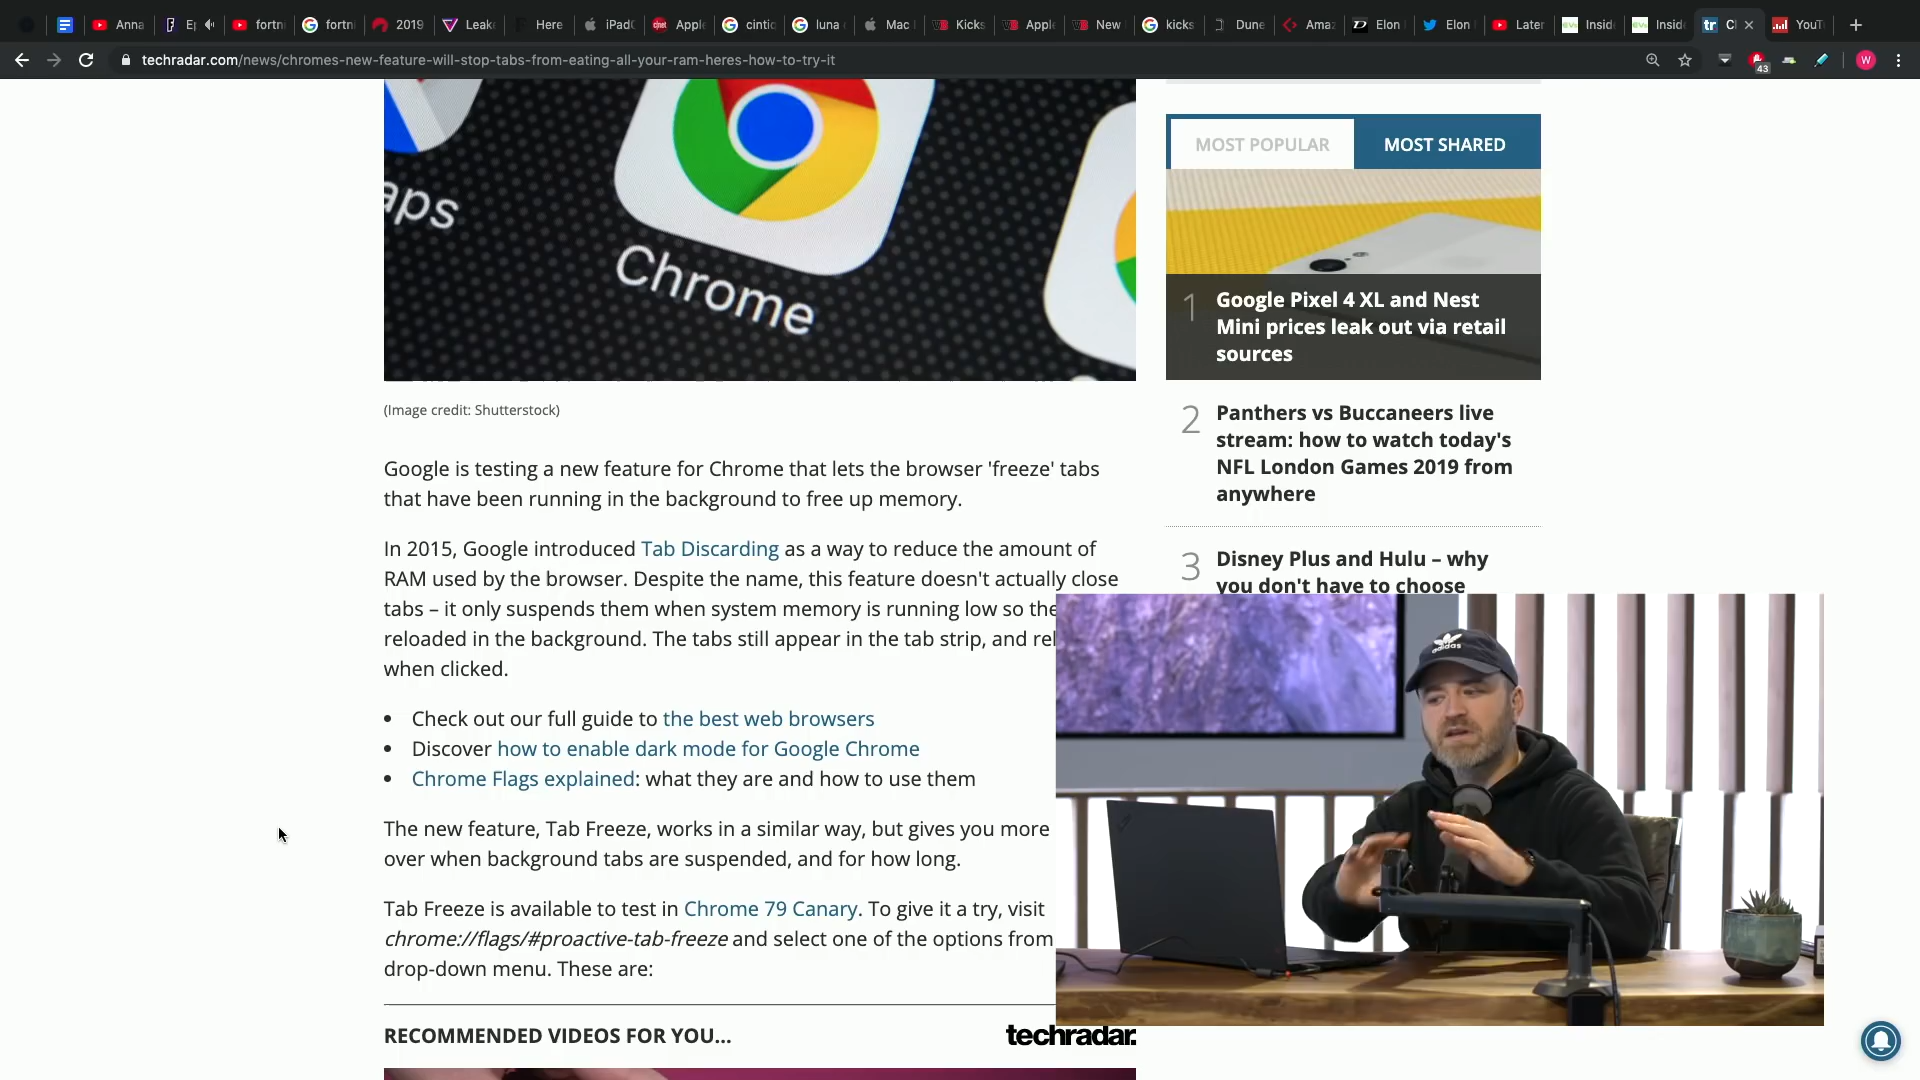 Anna
Ep
fortn
fortn
2019
Leak
Here
iPadO
Apple
cintiq
luna
Mac
Kicks
Apple
New
kicks
Dune
Amaz
Elon
Elon
Later
Insid
Insid
C
YouT
techradar.com/news/chromes-new-feature-will-stop-tabs-from-eating-all-your-ram-heres-how-to-try-it
43
W
aps
Chrome
(Image credit: Shutterstock)
Google is testing a new feature for Chrome that lets the browser 'freeze' tabs
that have been running in the background to free up memory.
In 2015, Google introduced Tab Discarding as a way to reduce the amount of
RAM used by the browser. Despite the name, this feature doesn't actually close
tabs – it only suspends them when system memory is running low so the
reloaded in the background. The tabs still appear in the tab strip, and rel
when clicked.
• Check out our full guide to the best web browsers
• Discover how to enable dark mode for Google Chrome
• Chrome Flags explained: what they are and how to use them
The new feature, Tab Freeze, works in a similar way, but gives you more
over when background tabs are suspended, and for how long.
Tab Freeze is available to test in Chrome 79 Canary. To give it a try, visit
chrome://flags/#proactive-tab-freeze and select one of the options from
drop-down menu. These are:
RECOMMENDED VIDEOS FOR YOU...
techradar.
MOST POPULAR
MOST SHARED
1 Google Pixel 4 XL and Nest
Mini prices leak out via retail
sources
2 Panthers vs Buccaneers live
stream: how to watch today's
NFL London Games 2019 from
anywhere
3 Disney Plus and Hulu – why
you don't have to choose
adidas